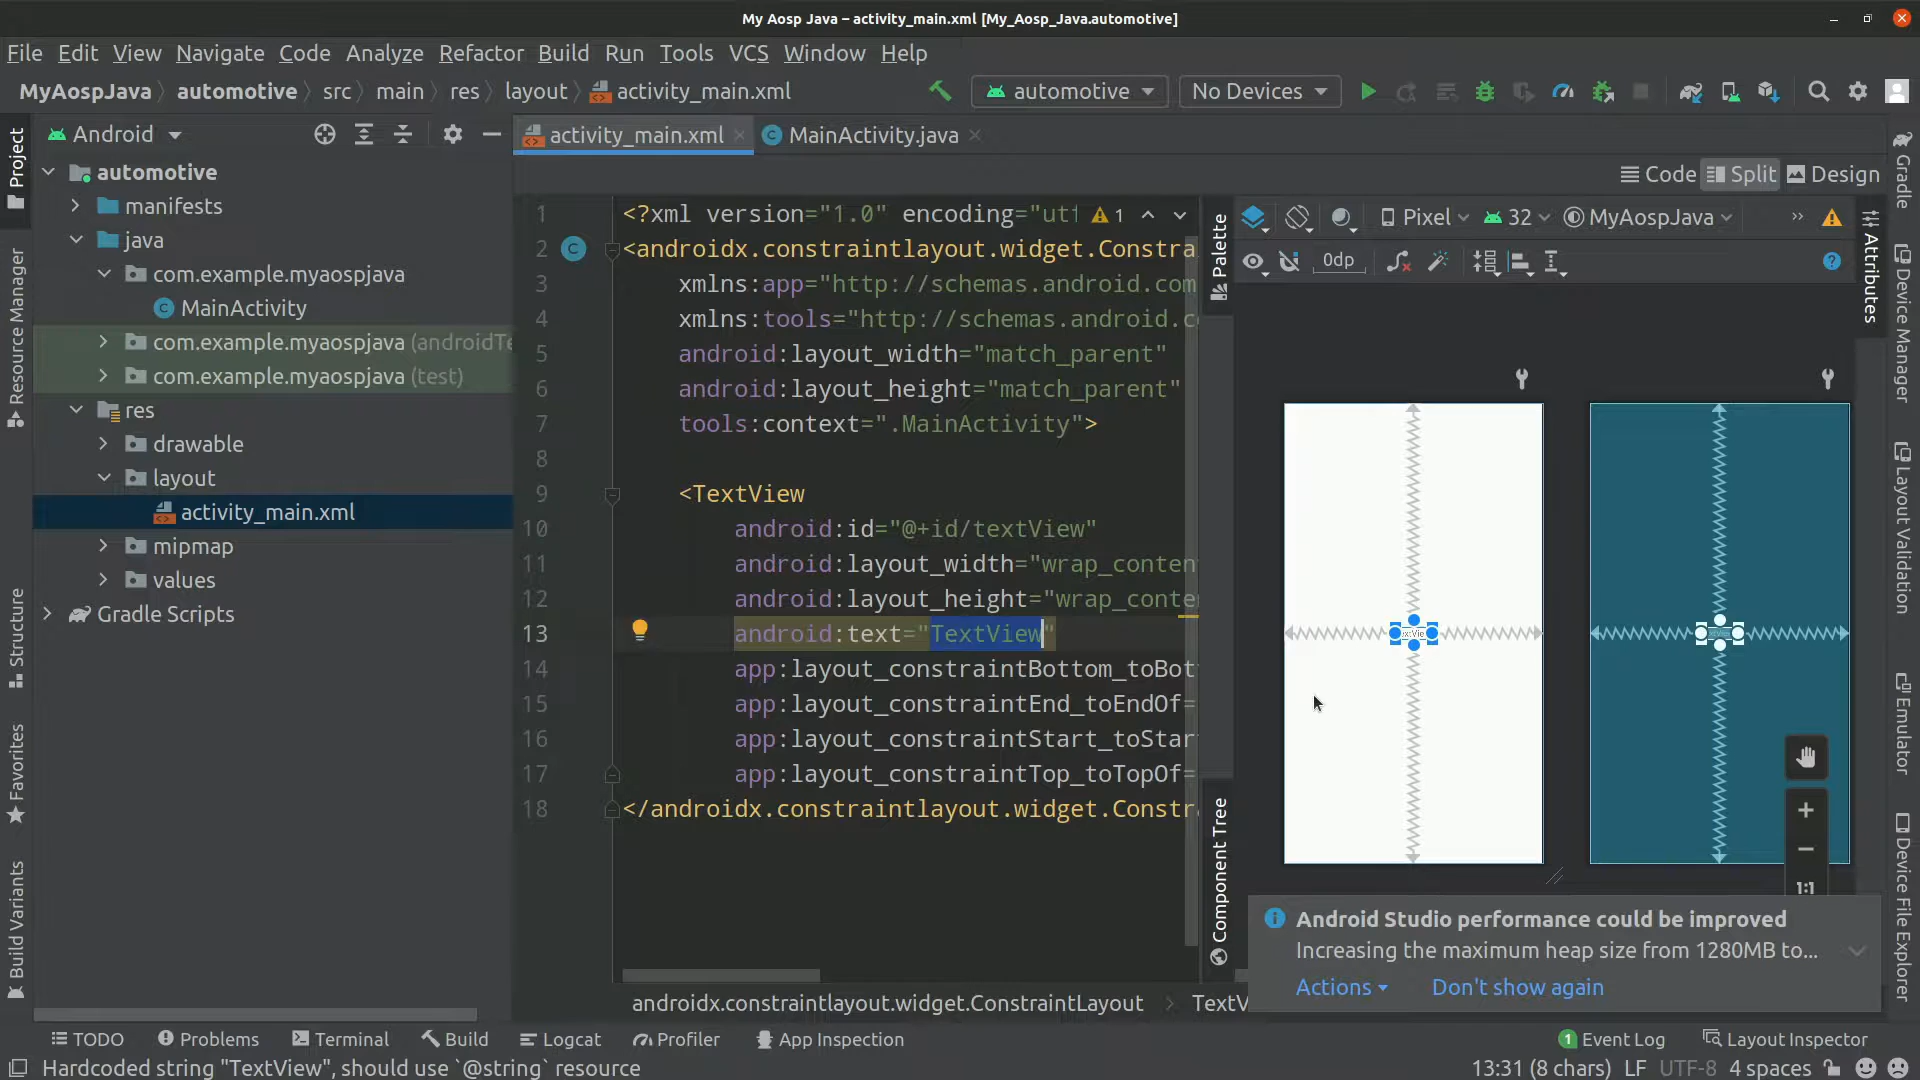 My Aosp Java – activity_main.xml [My_Aosp_Java.automotive]
File Edit View Navigate Code Analyze Refactor Build Run Tools VCS Window Help
MyAospJava automotive src main res layout activity_main.xml
automotive No Devices
Project
Resource Manager
Structure
Favorites
Build Variants
Android
automotive
manifests
java
com.example.myaospjava
MainActivity
com.example.myaospjava (androidTe
com.example.myaospjava (test)
res
drawable
layout
activity_main.xml
mipmap
values
Gradle Scripts
activity_main.xml MainActivity.java
Code Split Design
1 <?xml version="1.0" encoding="ut 1
2 <androidx.constraintlayout.widget.Constra
3 xmlns:app="http://schemas.android.com
4 xmlns:tools="http://schemas.android.c
5 android:layout_width="match_parent"
6 android:layout_height="match_parent"
7 tools:context=".MainActivity">
8
9 <TextView
10 android:id="@+id/textView"
11 android:layout_width="wrap_conten
12 android:layout_height="wrap_conte
13 android:text="TextView"
14 app:layout_constraintBottom_toBot
15 app:layout_constraintEnd_toEndOf=
16 app:layout_constraintStart_toStar
17 app:layout_constraintTop_toTopOf=
18 </androidx.constraintlayout.widget.Constr
androidx.constraintlayout.widget.ConstraintLayout TextV
Palette
Component Tree
Pixel 32 MyAospJava
0dp
1:1
Attributes
Gradle
Device Manager
Layout Validation
Emulator
Device File Explorer
Android Studio performance could be improved
Increasing the maximum heap size from 1280MB to...
Actions Don't show again
TODO Problems Terminal Build Logcat Profiler App Inspection 1 Event Log Layout Inspector
Hardcoded string "TextView", should use `@string` resource 13:31 (8 chars) LF UTF-8 4 spaces